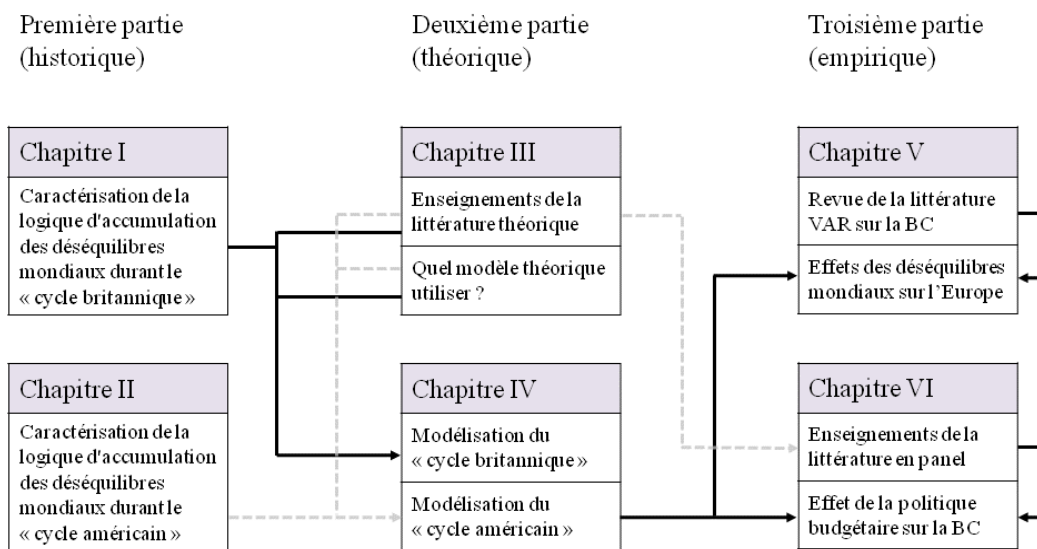 Première partie
(historique)
Deuxième partie
(théorique)
Troisième partie
(empirique)
Chapitre I
Caractérisation de la
logique d'accumulation
des déséquilibres
mondiaux durant le
« cycle britannique »
Chapitre II
Caractérisation de la
logique d'accumulation
des déséquilibres
mondiaux durant le
« cycle américain »
Chapitre III
Enseignements de la
littérature théorique
Quel modèle théorique
utiliser ?
Chapitre IV
Modélisation du
« cycle britannique »
Modélisation du
« cycle américain »
Chapitre V
Revue de la littérature
VAR sur la BC
Effets des déséquilibres
mondiaux sur l'Europe
Chapitre VI
Enseignements de la
littérature en panel
Effet de la politique
budgétaire sur la BC